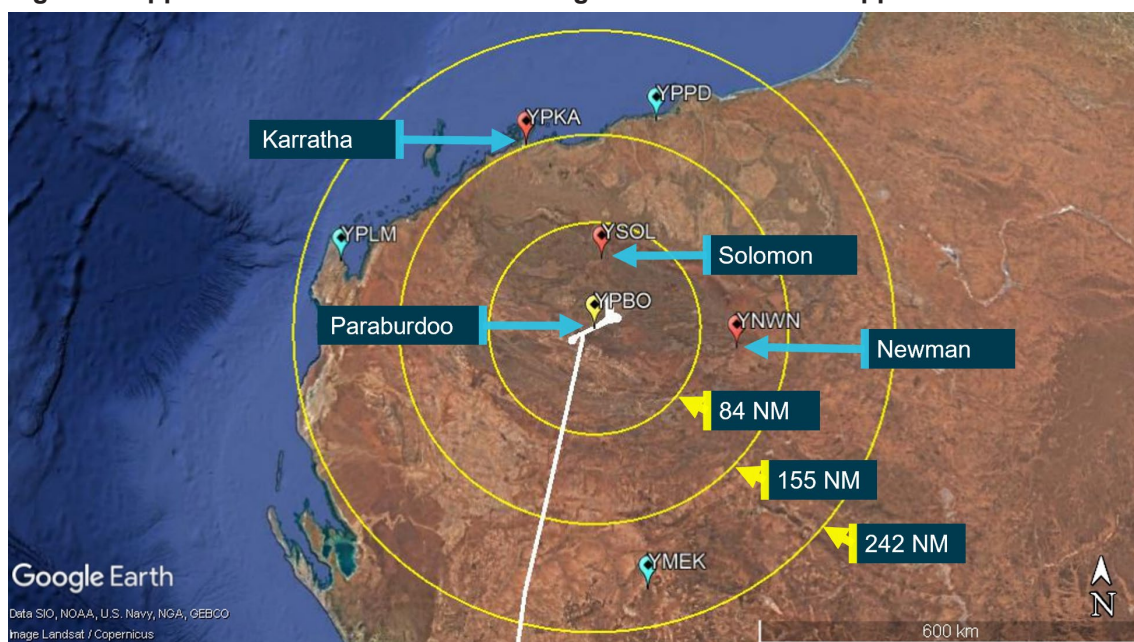 YPPD
YPKA
Karratha
YPLM
YSOL
Solomon
YPBO
Paraburdoo
YNWN
Newman
84 NM
155 NM
242 NM
YMEK
Google Earth
Data SIO, NOAA, U.S. Navy, NGA, GEBCO
Image Landsat / Copernicus
N
600 km